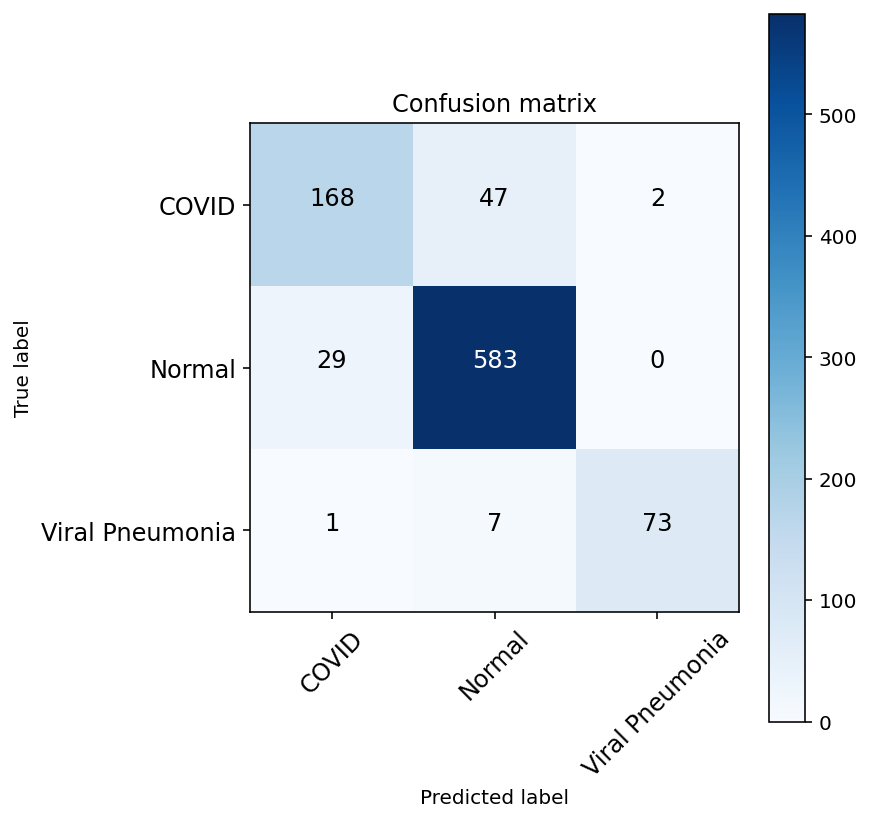 Confusion matrix
COVID 168 47 2
Normal 29 583 0
Viral Pneumonia 1 7 73
True label
COVID Normal Viral Pneumonia
Predicted label
500
400
300
200
100
0